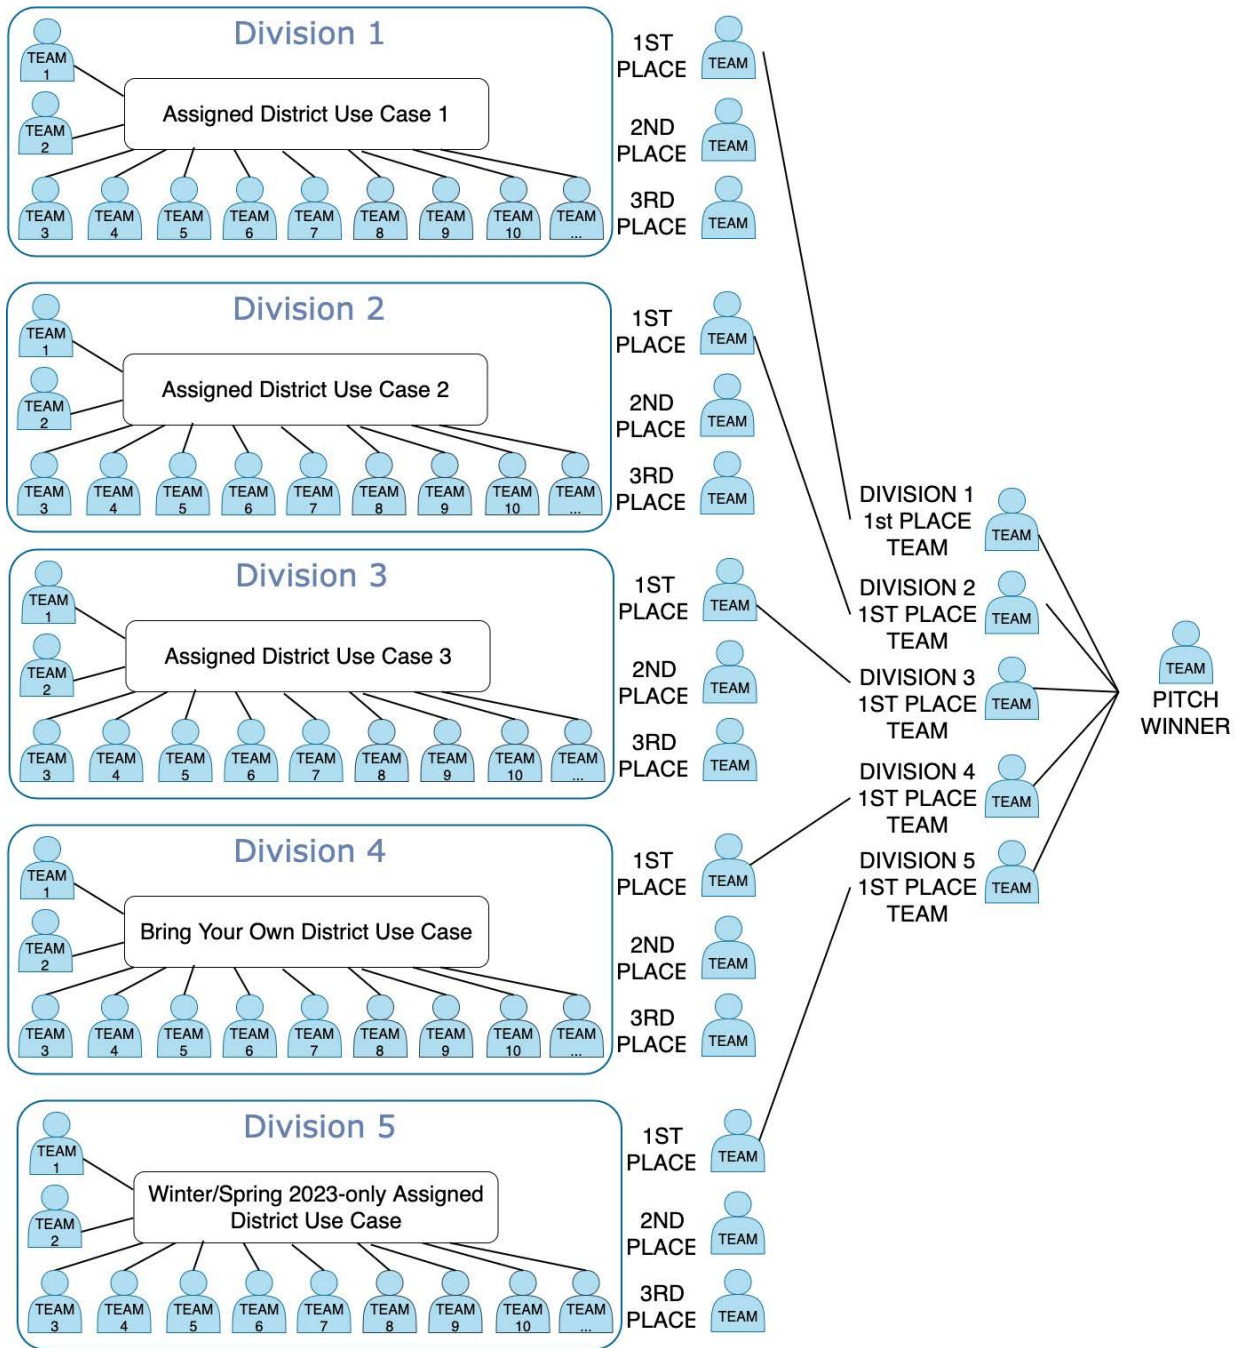 Division 1
TEAM
1
TEAM
2
Assigned District Use Case 1
TEAM
3
TEAM
4
TEAM
5
TEAM
6
TEAM
7
TEAM
8
TEAM
9
TEAM
10
TEAM
...
1ST
PLACE
TEAM
2ND
PLACE
TEAM
3RD
PLACE
TEAM
Division 2
TEAM
1
TEAM
2
Assigned District Use Case 2
TEAM
3
TEAM
4
TEAM
5
TEAM
6
TEAM
7
TEAM
8
TEAM
9
TEAM
10
TEAM
...
1ST
PLACE
TEAM
2ND
PLACE
TEAM
3RD
PLACE
TEAM
Division 3
TEAM
1
TEAM
2
Assigned District Use Case 3
TEAM
3
TEAM
4
TEAM
5
TEAM
6
TEAM
7
TEAM
8
TEAM
9
TEAM
10
TEAM
...
1ST
PLACE
TEAM
2ND
PLACE
TEAM
3RD
PLACE
TEAM
Division 4
TEAM
1
TEAM
2
Bring Your Own District Use Case
TEAM
3
TEAM
4
TEAM
5
TEAM
6
TEAM
7
TEAM
8
TEAM
9
TEAM
10
TEAM
...
1ST
PLACE
TEAM
2ND
PLACE
TEAM
3RD
PLACE
TEAM
Division 5
TEAM
1
TEAM
2
Winter/Spring 2023-only Assigned
District Use Case
TEAM
3
TEAM
4
TEAM
5
TEAM
6
TEAM
7
TEAM
8
TEAM
9
TEAM
10
TEAM
...
1ST
PLACE
TEAM
2ND
PLACE
TEAM
3RD
PLACE
TEAM
DIVISION 1
1st PLACE
TEAM
TEAM
DIVISION 2
1ST PLACE
TEAM
TEAM
DIVISION 3
1ST PLACE
TEAM
TEAM
DIVISION 4
1ST PLACE
TEAM
TEAM
DIVISION 5
1ST PLACE
TEAM
TEAM
TEAM
PITCH
WINNER